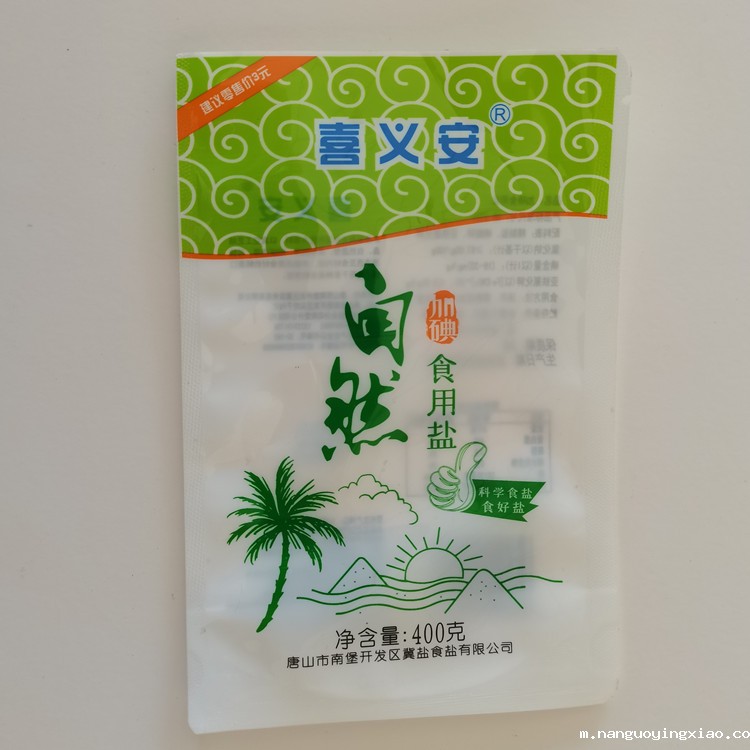 建议零售价3元
喜义安®
自然
加碘
食用盐
科学食盐
食好盐
净含量:400克
唐山市南堡开发区冀盐食盐有限公司
m.nanguoyingxiao.co